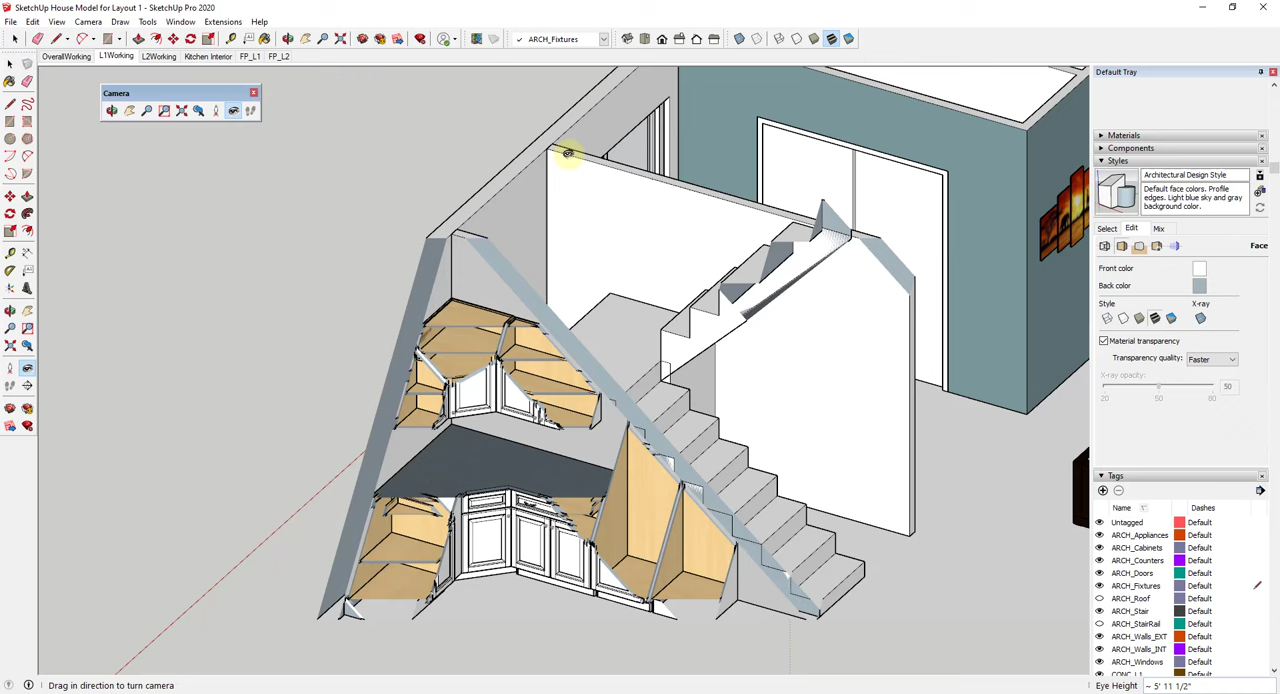 SketchUp House Model for Layout 1 - SketchUp Pro 2020
File Edit View Camera Draw Tools Window Extensions Help
ARCH_Fixtures
OverallWorking L1Working L2Working Kitchen Interior FP_L1 FP_L2
Camera
Default Tray
Materials
Components
Styles
Architectural Design Style
Default face colors. Profile
edges. Light blue sky and gray
background color.
Select Edit Mix
Face
Front color
Back color
Style X-ray
Material transparency
Transparency quality: Faster
X-ray opacity: 50
20 50 80
Tags
Name Dashes
Untagged Default
ARCH_Appliances Default
ARCH_Cabinets Default
ARCH_Counters Default
ARCH_Doors Default
ARCH_Fixtures Default
ARCH_Roof Default
ARCH_Stair Default
ARCH_StairRail Default
ARCH_Walls_EXT Default
ARCH_Walls_INT Default
ARCH_Windows Default
CONC_L1 Default
Drag in direction to turn camera
Eye Height ~ 5' 11 1/2"